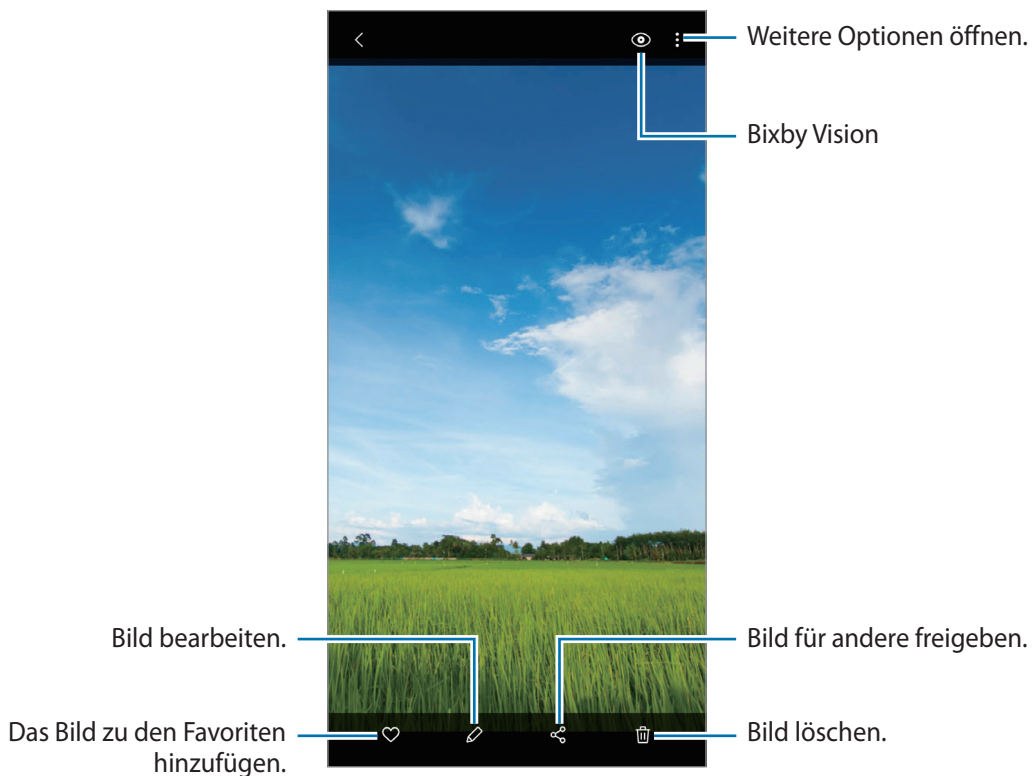 Weitere Optionen öffnen.
Bixby Vision
Bild bearbeiten.
Bild für andere freigeben.
Das Bild zu den Favoriten
hinzufügen.
Bild löschen.